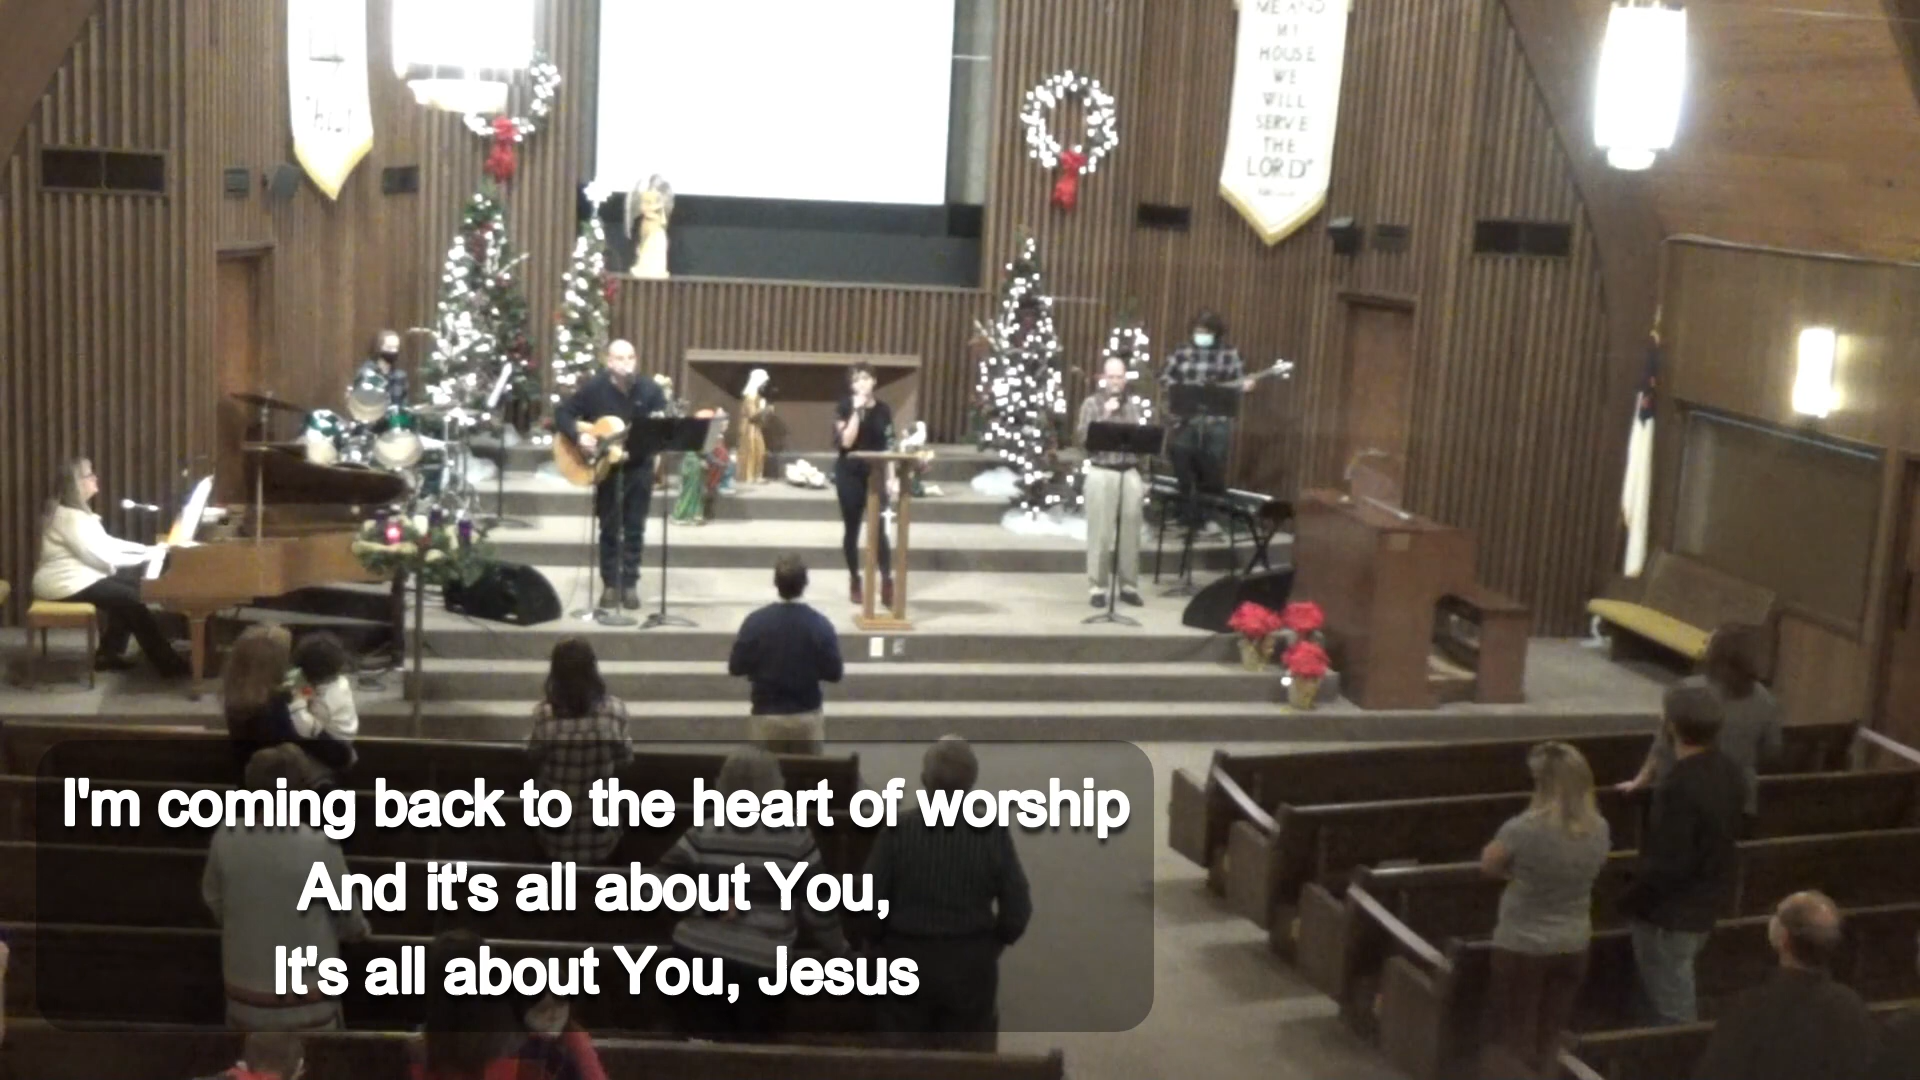 ME AND
MY
HOUSE
WE
WILL
SERVE
THE
LORD"
I'm coming back to the heart of worship
And it's all about You,
It's all about You, Jesus